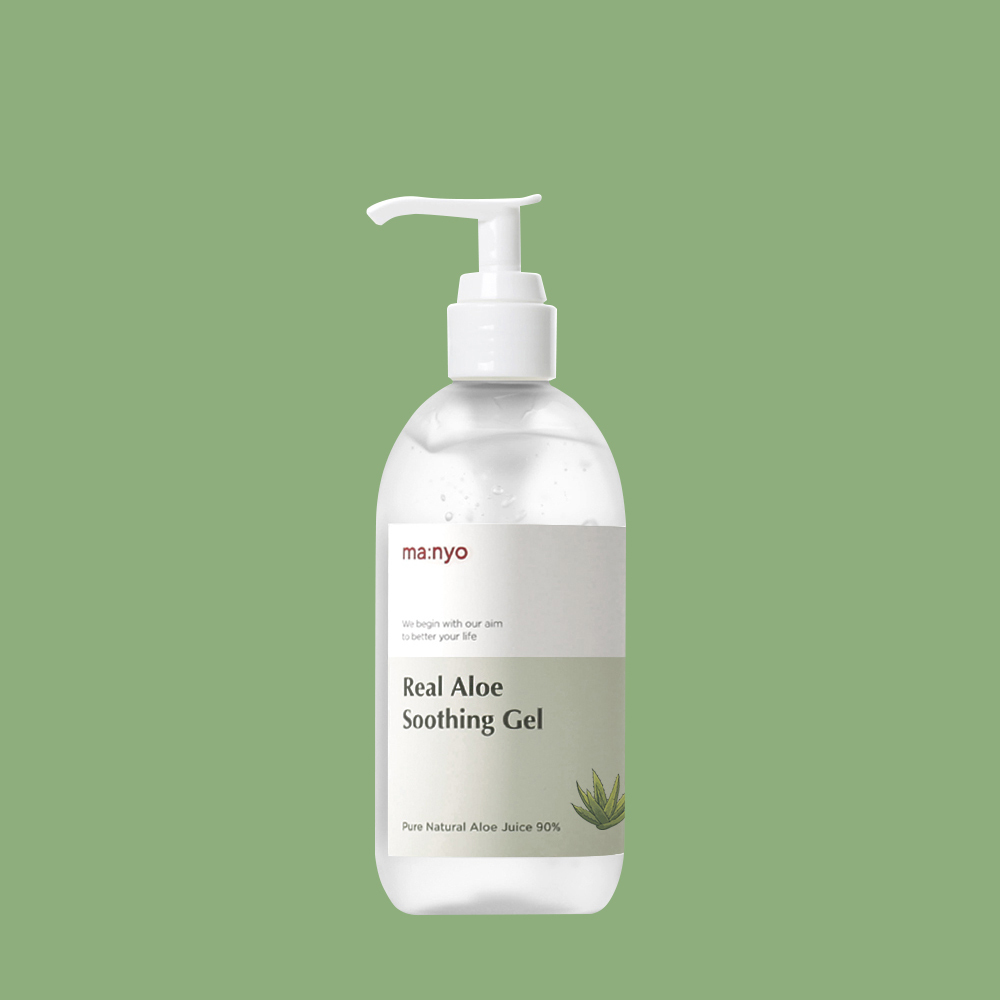 ma:nyo
We begin with our aim
to better your life
Real Aloe
Soothing Gel
Pure Natural Aloe Juice 90%